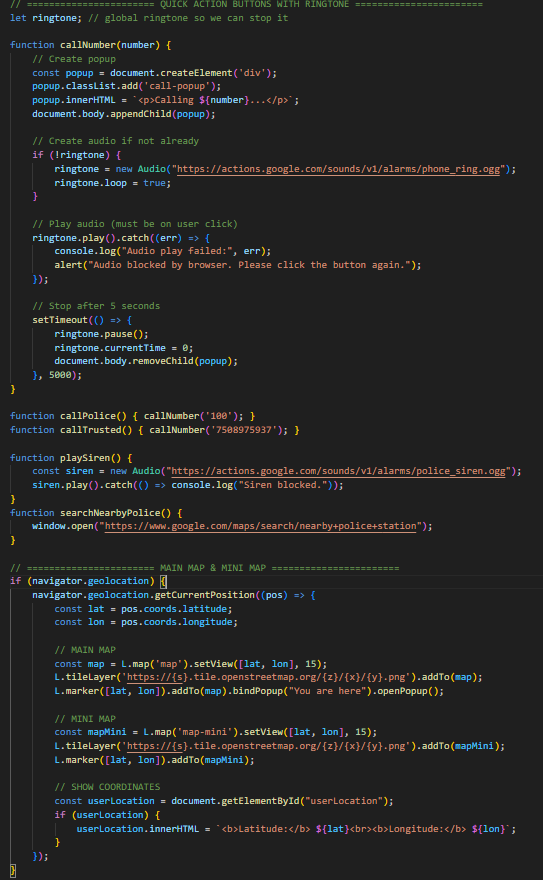 // ======================= QUICK ACTION BUTTONS WITH RINGTONE =======================
let ringtone; // global ringtone so we can stop it
function callNumber(number) {
// Create popup
const popup = document.createElement('div');
popup.classList.add('call-popup');
popup.innerHTML = `<p>Calling ${number}...</p>`;
document.body.appendChild(popup);
// Create audio if not already
if (!ringtone) {
ringtone = new Audio("https://actions.google.com/sounds/v1/alarms/phone_ring.ogg");
ringtone.loop = true;
}
// Play audio (must be on user click)
ringtone.play().catch((err) => {
console.log("Audio play failed:", err);
alert("Audio blocked by browser. Please click the button again.");
});
// Stop after 5 seconds
setTimeout(() => {
ringtone.pause();
ringtone.currentTime = 0;
document.body.removeChild(popup);
}, 5000);
}
function callPolice() { callNumber('100'); }
function callTrusted() { callNumber('7508975937'); }
function playSiren() {
const siren = new Audio("https://actions.google.com/sounds/v1/alarms/police_siren.ogg");
siren.play().catch(() => console.log("Siren blocked."));
}
function searchNearbyPolice() {
window.open("https://www.google.com/maps/search/nearby+police+station");
}
// ======================= MAIN MAP & MINI MAP =======================
if (navigator.geolocation) {
navigator.geolocation.getCurrentPosition((pos) => {
const lat = pos.coords.latitude;
const lon = pos.coords.longitude;
// MAIN MAP
const map = L.map('map').setView([lat, lon], 15);
L.tileLayer('https://{s}.tile.openstreetmap.org/{z}/{x}/{y}.png').addTo(map);
L.marker([lat, lon]).addTo(map).bindPopup("You are here").openPopup();
// MINI MAP
const mapMini = L.map('map-mini').setView([lat, lon], 15);
L.tileLayer('https://{s}.tile.openstreetmap.org/{z}/{x}/{y}.png').addTo(mapMini);
L.marker([lat, lon]).addTo(mapMini);
// SHOW COORDINATES
const userLocation = document.getElementById("userLocation");
if (userLocation) {
userLocation.innerHTML = `<b>Latitude:</b> ${lat}<br><b>Longitude:</b> ${lon}`;
}
});
}